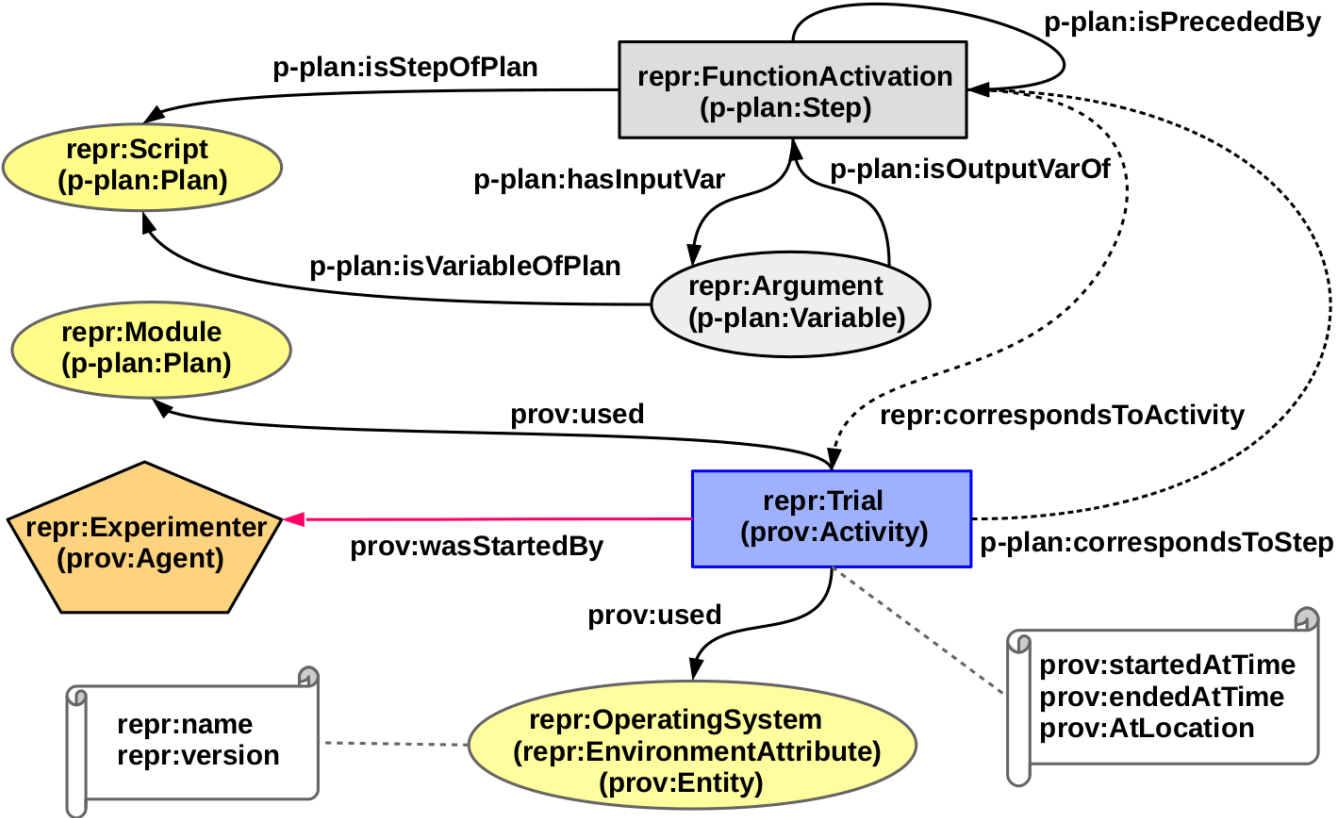 p-plan:isPrecededBy
p-plan:isStepOfPlan
repr:FunctionActivation
(p-plan:Step)
repr:Script
(p-plan:Plan)
p-plan:hasInputVar
p-plan:isOutputVarOf
p-plan:isVariableOfPlan
repr:Argument
(p-plan:Variable)
repr:Module
(p-plan:Plan)
prov:used
repr:correspondsToActivity
repr:Experimenter
(prov:Agent)
prov:wasStartedBy
repr:Trial
(prov:Activity)
p-plan:correspondsToStep
prov:used
prov:startedAtTime
prov:endedAtTime
prov:AtLocation
repr:name
repr:version
repr:OperatingSystem
(repr:EnvironmentAttribute)
(prov:Entity)